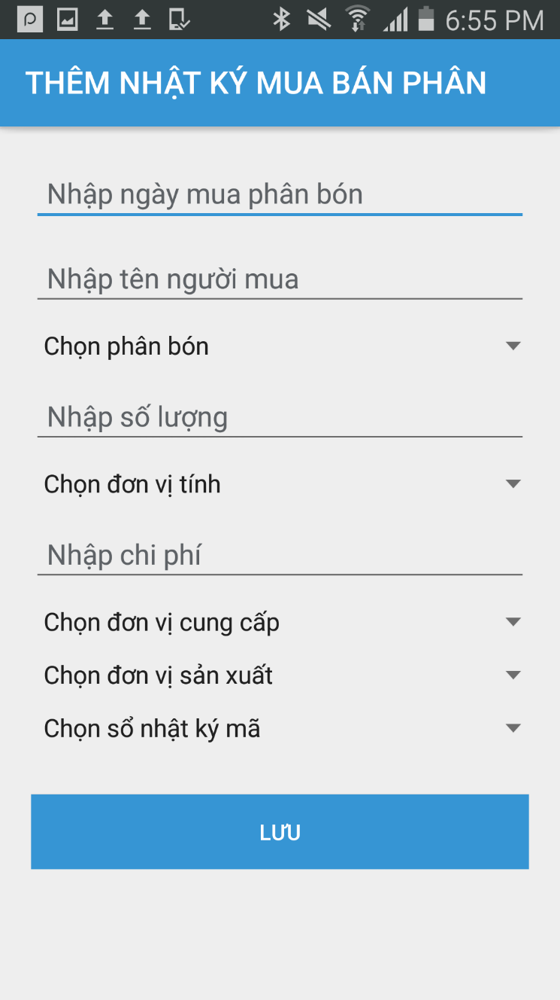 6:55 PM
THÊM NHẬT KÝ MUA BÁN PHÂN
Nhập ngày mua phân bón
Nhập tên người mua
Chọn phân bón
Nhập số lượng
Chọn đơn vị tính
Nhập chi phí
Chọn đơn vị cung cấp
Chọn đơn vị sản xuất
Chọn sổ nhật ký mã
LƯU